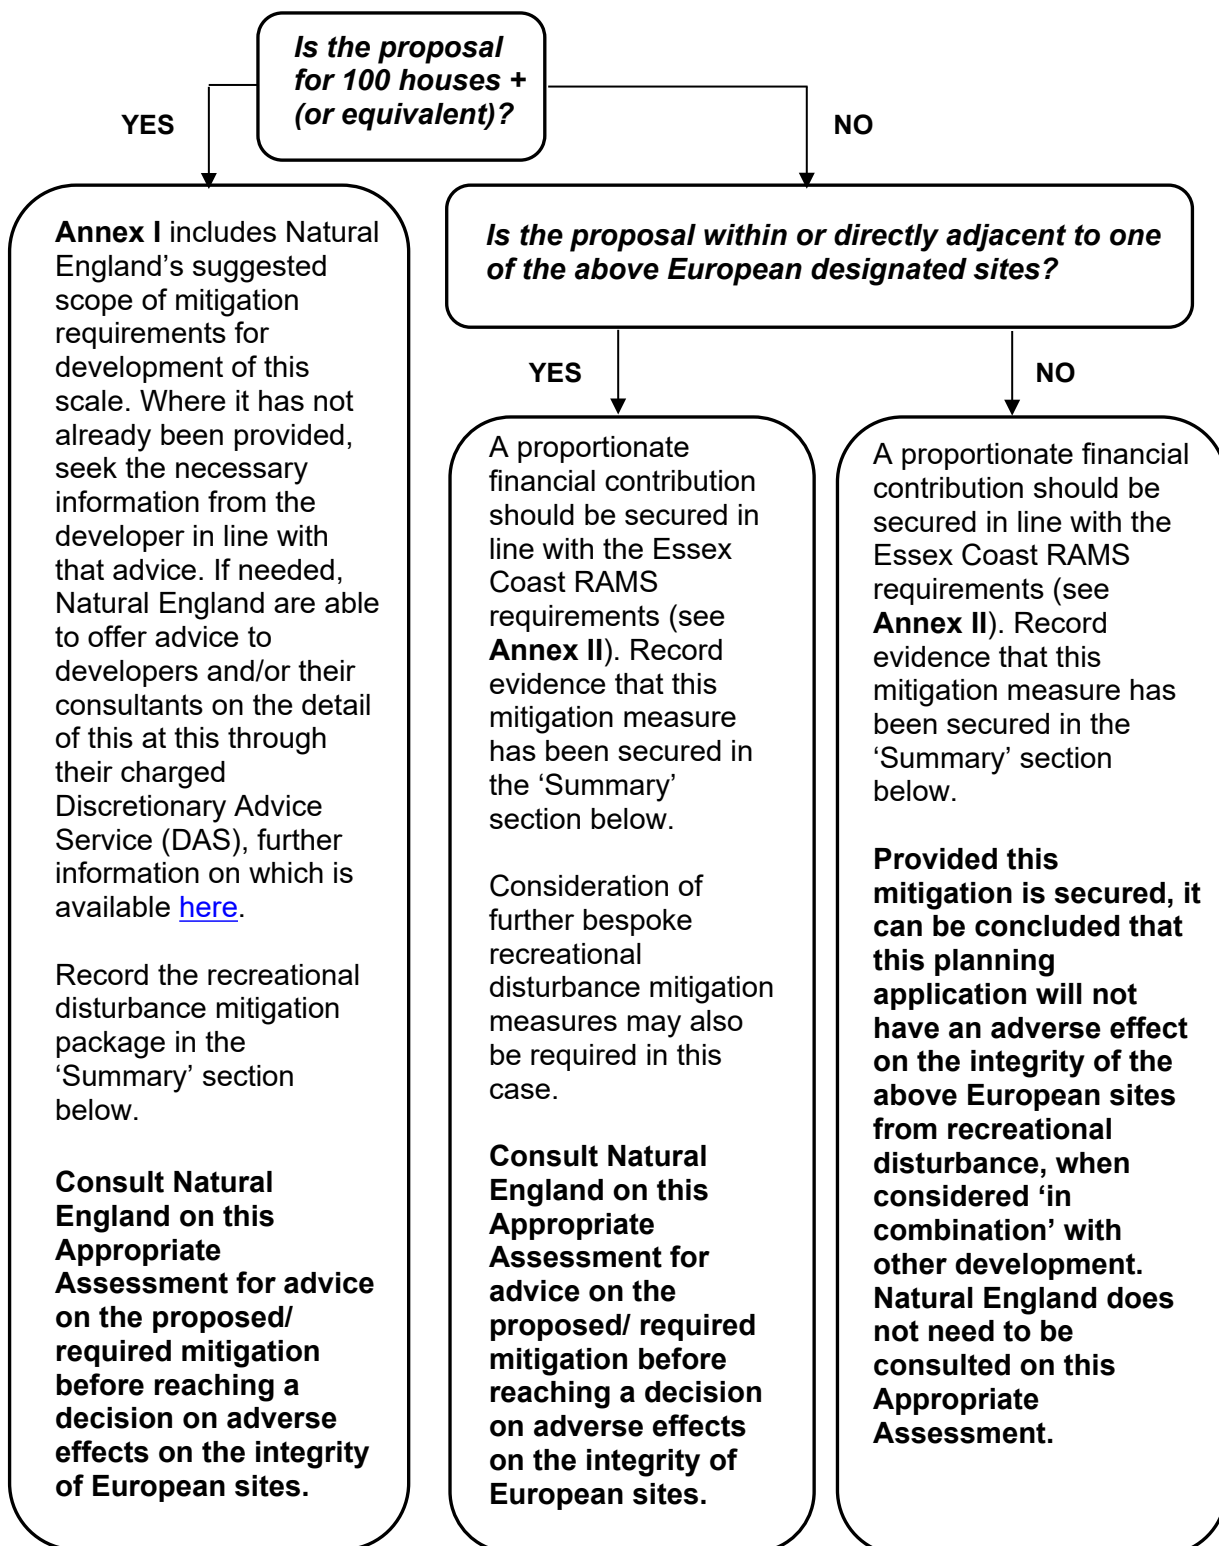 Is the proposal
for 100 houses +
(or equivalent)?
YES
NO
Annex I includes Natural
England’s suggested
scope of mitigation
requirements for
development of this
scale. Where it has not
already been provided,
seek the necessary
information from the
developer in line with
that advice. If needed,
Natural England are able
to offer advice to
developers and/or their
consultants on the detail
of this at this through
their charged
Discretionary Advice
Service (DAS), further
information on which is
available here.
Record the recreational
disturbance mitigation
package in the
‘Summary’ section
below.
Consult Natural
England on this
Appropriate
Assessment for advice
on the proposed/
required mitigation
before reaching a
decision on adverse
effects on the integrity
of European sites.
Is the proposal within or directly adjacent to one
of the above European designated sites?
YES
NO
A proportionate
financial contribution
should be secured in
line with the Essex
Coast RAMS
requirements (see
Annex II). Record
evidence that this
mitigation measure
has been secured in
the ‘Summary’
section below.
Consideration of
further bespoke
recreational
disturbance mitigation
measures may also
be required in this
case.
Consult Natural
England on this
Appropriate
Assessment for
advice on the
proposed/ required
mitigation before
reaching a decision
on adverse effects
on the integrity of
European sites.
A proportionate financial
contribution should be
secured in line with the
Essex Coast RAMS
requirements (see
Annex II). Record
evidence that this
mitigation measure has
been secured in the
‘Summary’ section
below.
Provided this
mitigation is secured, it
can be concluded that
this planning
application will not
have an adverse effect
on the integrity of the
above European sites
from recreational
disturbance, when
considered ‘in
combination’ with
other development.
Natural England does
not need to be
consulted on this
Appropriate
Assessment.